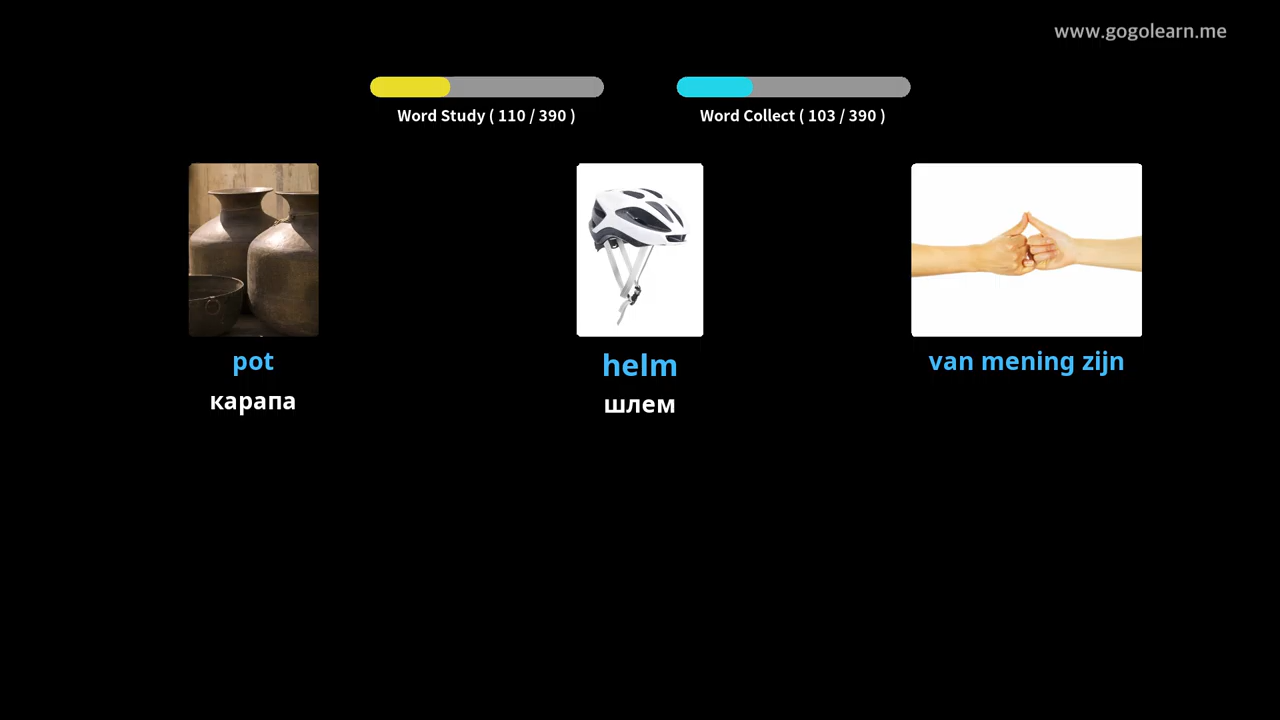 www.gogolearn.me
Word Study ( 110 / 390 )
Word Collect ( 103 / 390 )
pot
helm
van mening zijn
карапа
шлем